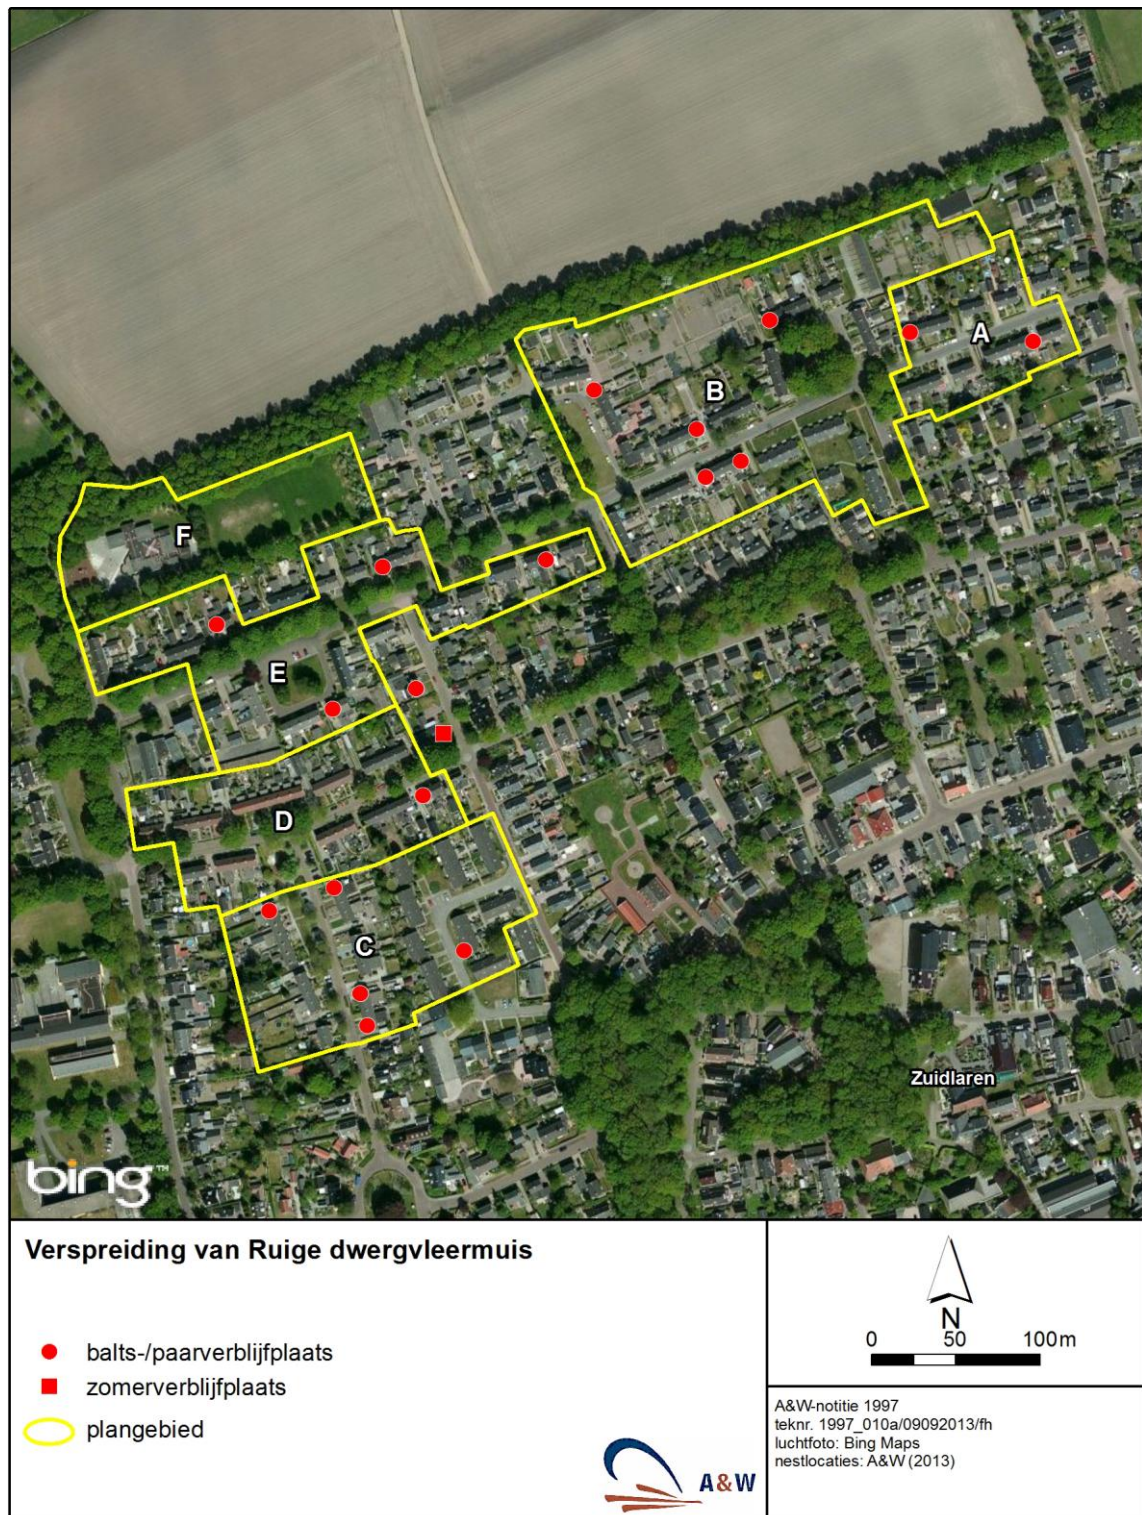 A
B
F
E
D
C
Zuidlaren
bing™
Verspreiding van Ruige dwergvleermuis
balts-/paarverblijfplaats
zomerverblijfplaats
plangebied
A&W
N
0 50 100m
A&W-notitie 1997
teknr. 1997_010a/09092013/fh
luchtfoto: Bing Maps
nestlocaties: A&W (2013)